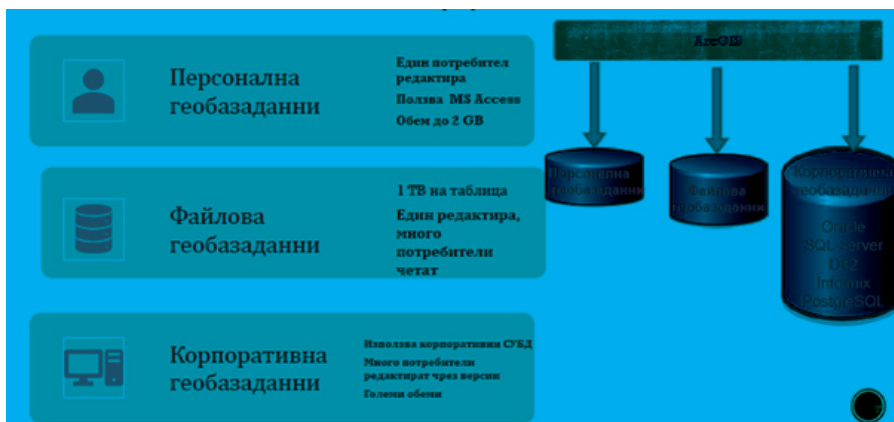 Персонална
геобазаданни
Един потребител
редактира
Ползва MS Access
Обем до 2 GB
Файлова
геобазаданни
1 ТВ на таблица
Един редактира,
много
потребители
четат
Корпоративна
геобазаданни
Използва корпоративни СУБД
Много потребители
редактират чрез версии
Големи обеми
ArcGIS
Персонална
геобазаданни
Файлова
геобазаданни
Корпоративна
геобазаданни
Oracle
SQL Server
DB2
Informix
PostgreSQL